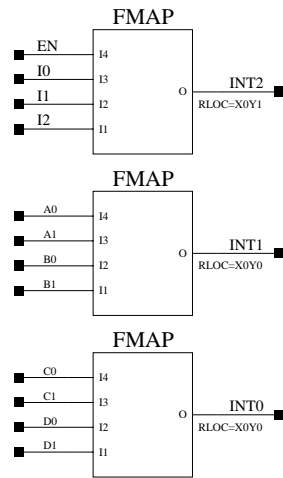 FMAP
EN I4
I0 I3
O INT2
I1 I2
RLOC=X0Y1
I2 I1
FMAP
A0 I4
A1 I3
O INT1
B0 I2
RLOC=X0Y0
B1 I1
FMAP
C0 I4
C1 I3
O INT0
D0 I2
RLOC=X0Y0
D1 I1